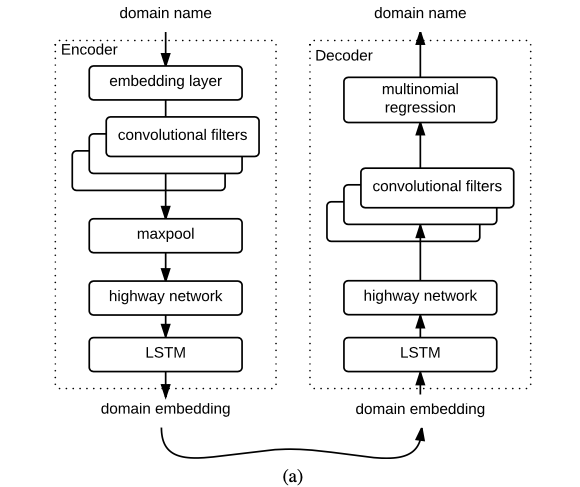 domain name
Encoder
embedding layer
convolutional filters
maxpool
highway network
LSTM
domain embedding
domain name
Decoder
multinomial
regression
convolutional filters
highway network
LSTM
domain embedding
(a)